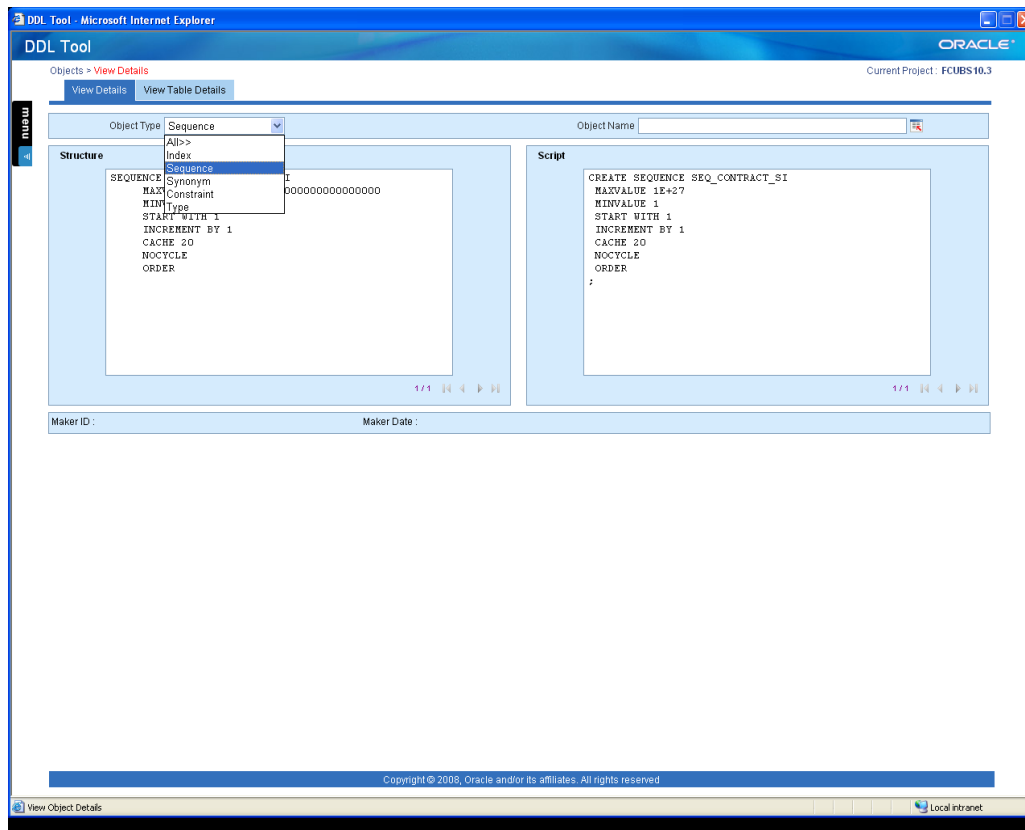 DDL Tool - Microsoft Internet Explorer
DDL Tool
ORACLE
Objects > View Details
Current Project : FCUBS10.3
View Details View Table Details
menu
Object Type Sequence
Object Name
All>>
Index
Sequence
Synonym
Constraint
Type
Structure
SEQUENCE I
000000000000000
START WITH 1
INCREMENT BY 1
CACHE 20
NOCYCLE
ORDER
1 / 1
Script
CREATE SEQUENCE SEQ_CONTRACT_SI
MAXVALUE 1E+27
MINVALUE 1
START WITH 1
INCREMENT BY 1
CACHE 20
NOCYCLE
ORDER
;
1 / 1
Maker ID :
Maker Date :
Copyright © 2008, Oracle and/or its affiliates. All rights reserved
View Object Details
Local intranet